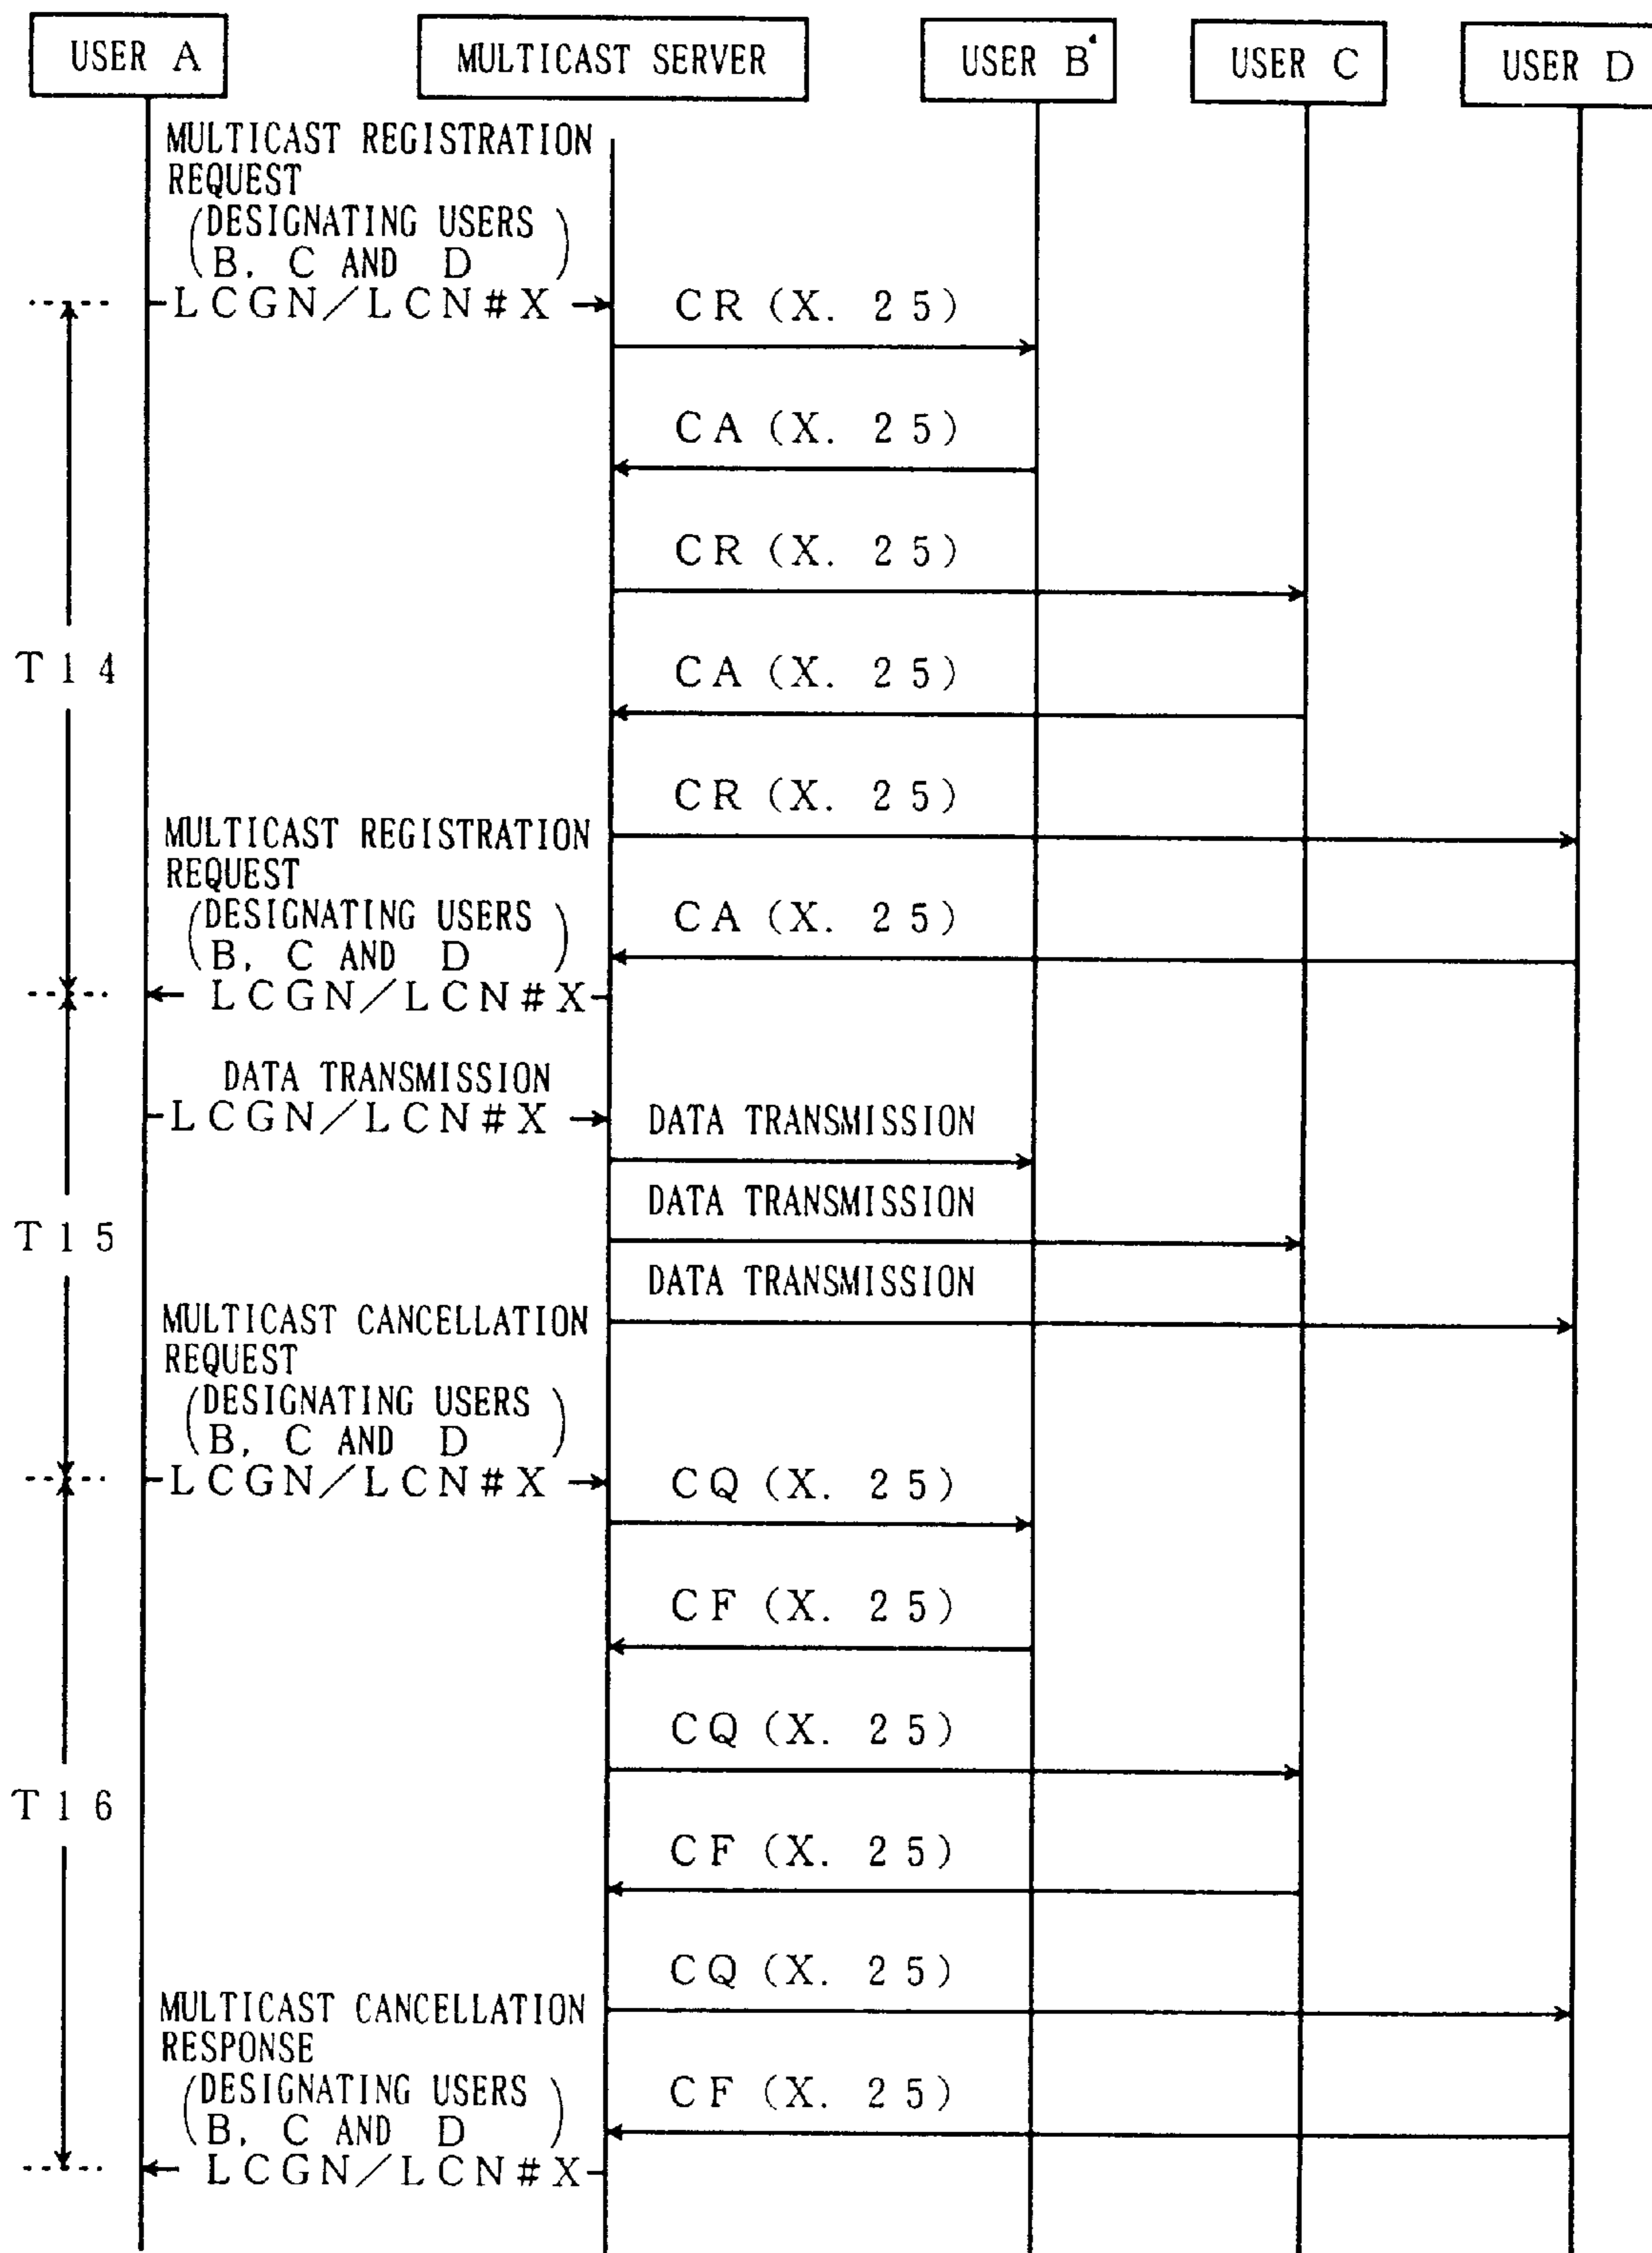 USER A
MULTICAST SERVER
USER B
USER C
USER D
MULTICAST REGISTRATION
REQUEST
(DESIGNATING USERS
B, C AND D)
LCGN/LCN#X
CR (X. 25)
CA (X. 25)
CR (X. 25)
T14
CA (X. 25)
CR (X. 25)
MULTICAST REGISTRATION
REQUEST
(DESIGNATING USERS
B, C AND D)
CA (X. 25)
LCGN/LCN#X
DATA TRANSMISSION
LCGN/LCN#X
DATA TRANSMISSION
DATA TRANSMISSION
T15
DATA TRANSMISSION
MULTICAST CANCELLATION
REQUEST
(DESIGNATING USERS
B, C AND D)
LCGN/LCN#X
CQ (X. 25)
CF (X. 25)
CQ (X. 25)
T16
CF (X. 25)
CQ (X. 25)
MULTICAST CANCELLATION
RESPONSE
(DESIGNATING USERS
B, C AND D)
CF (X. 25)
LCGN/LCN#X